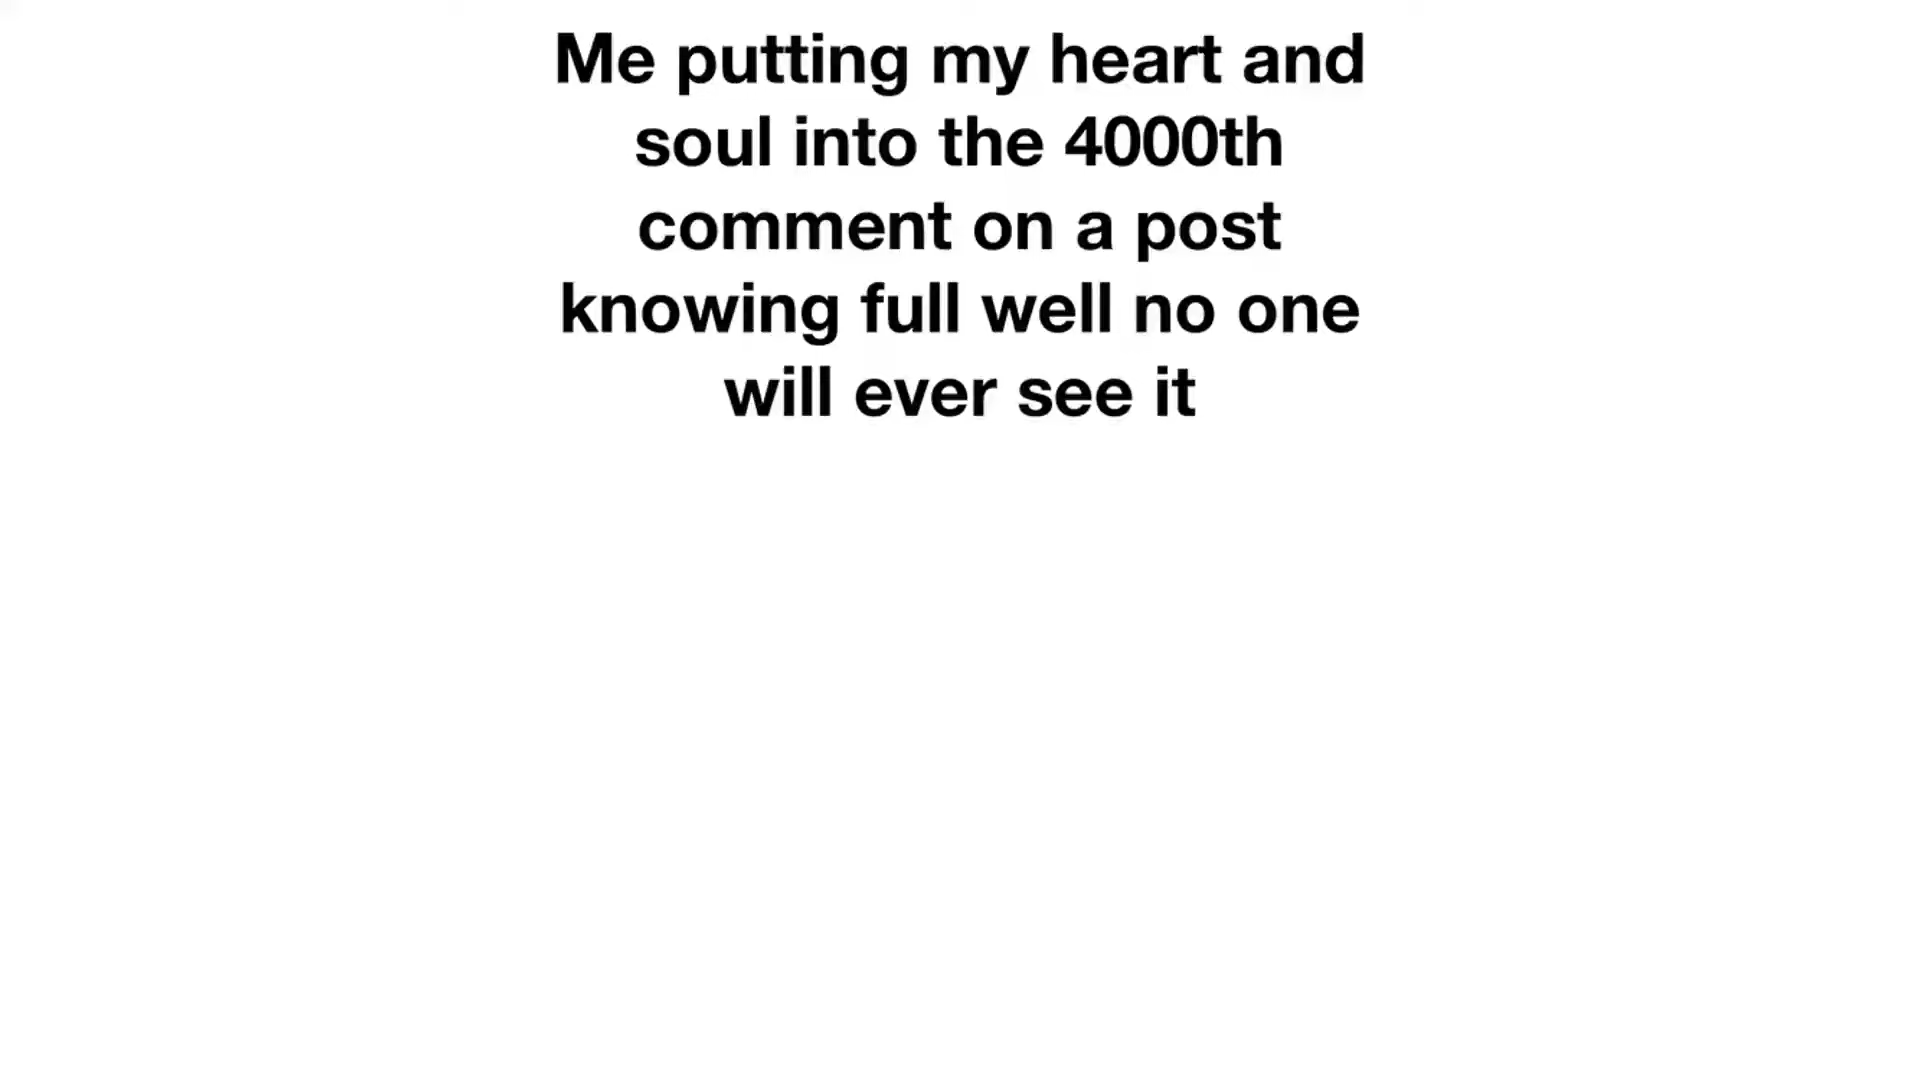 Me putting my heart and
soul into the 4000th
comment on a post
knowing full well no one
will ever see it